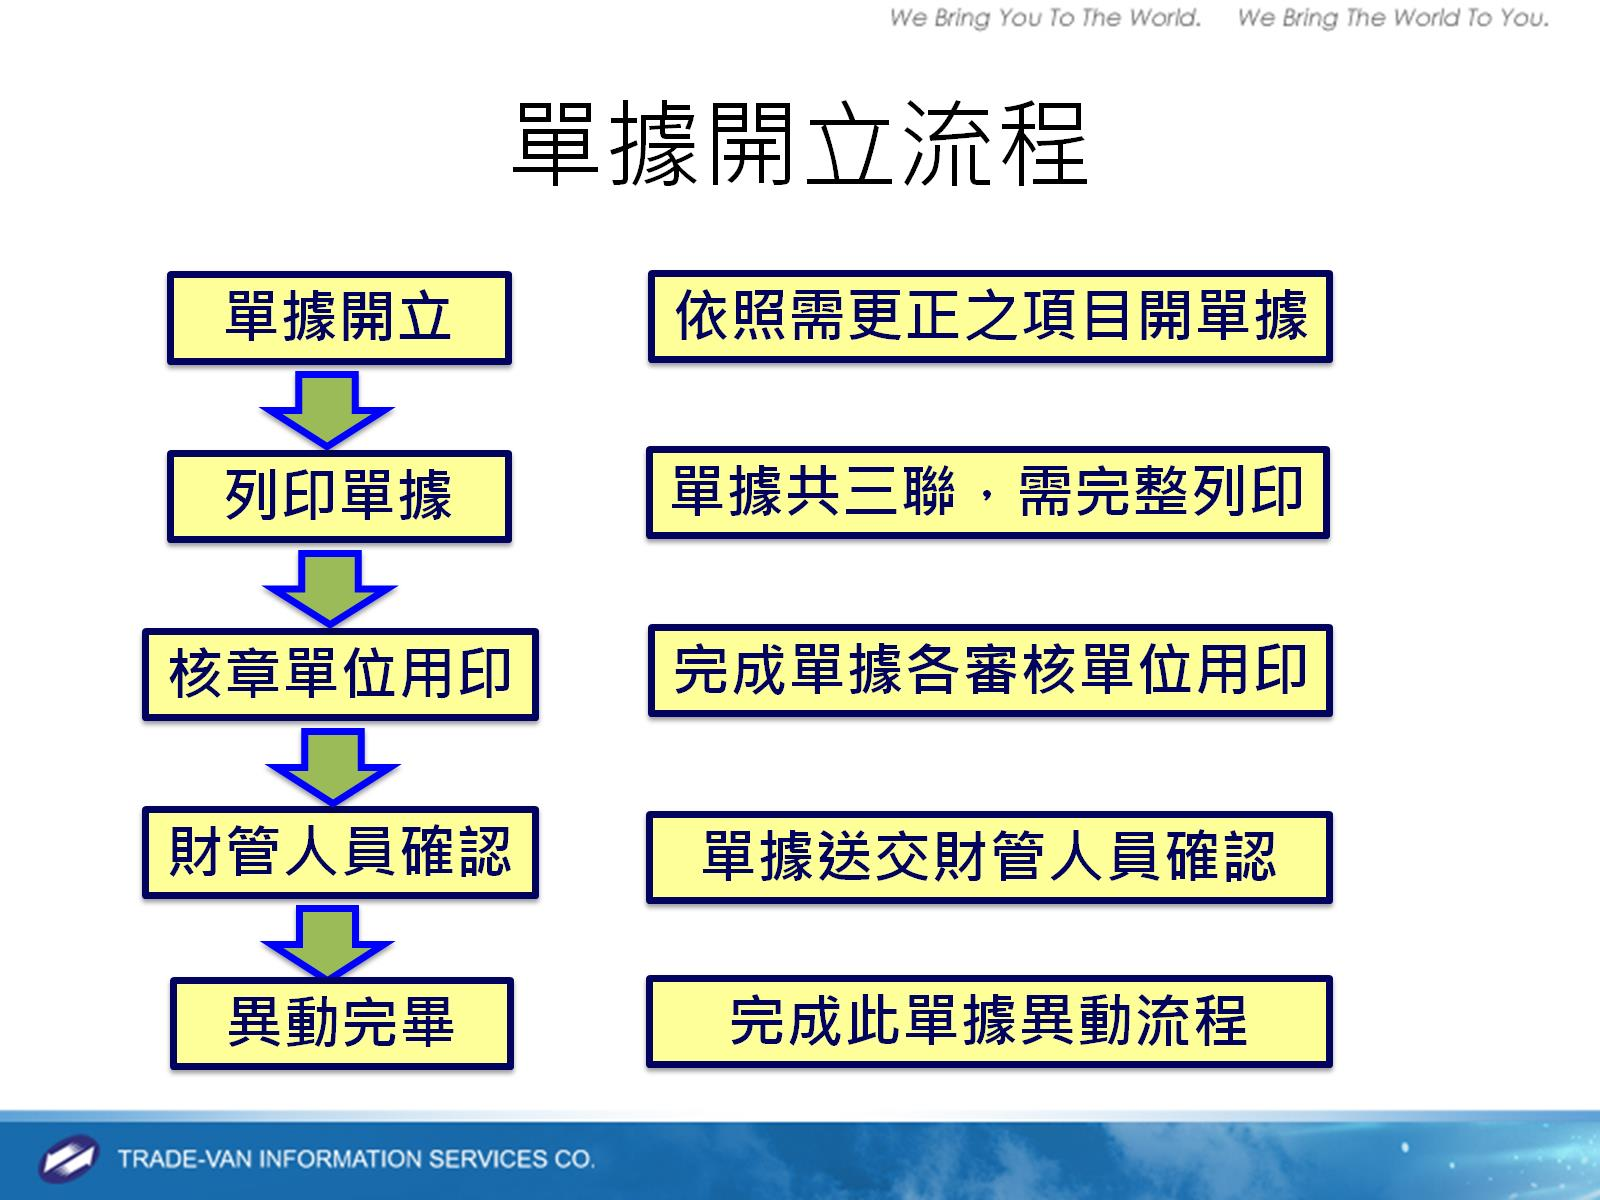 We Bring You To The World. We Bring The World To You.
單據開立流程
單據開立
依照需更正之項目開單據
列印單據
單據共三聯，需完整列印
核章單位用印
完成單據各審核單位用印
財管人員確認
單據送交財管人員確認
異動完畢
完成此單據異動流程
TRADE-VAN INFORMATION SERVICES CO.